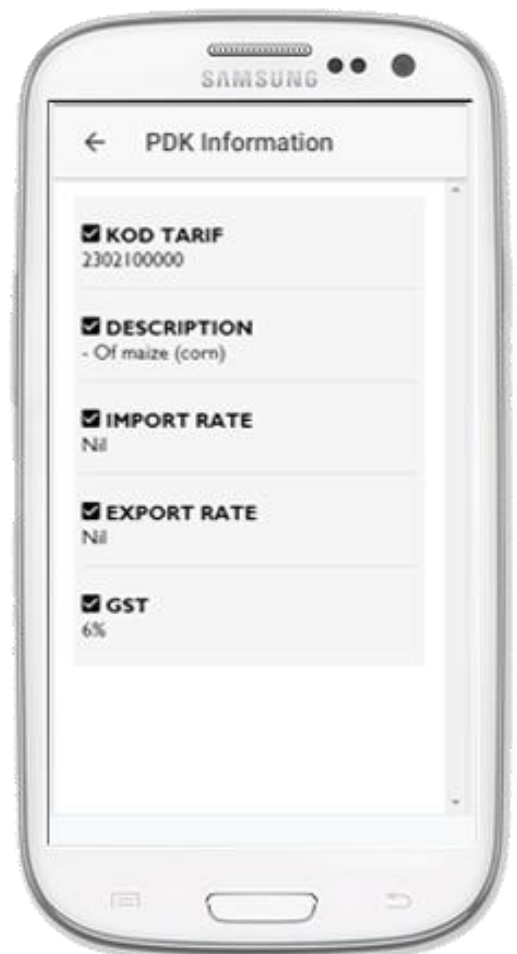 SAMSUNG
← PDK Information
KOD TARIF
2302100000
DESCRIPTION
- Of maize (corn)
IMPORT RATE
Nil
EXPORT RATE
Nil
GST
6%